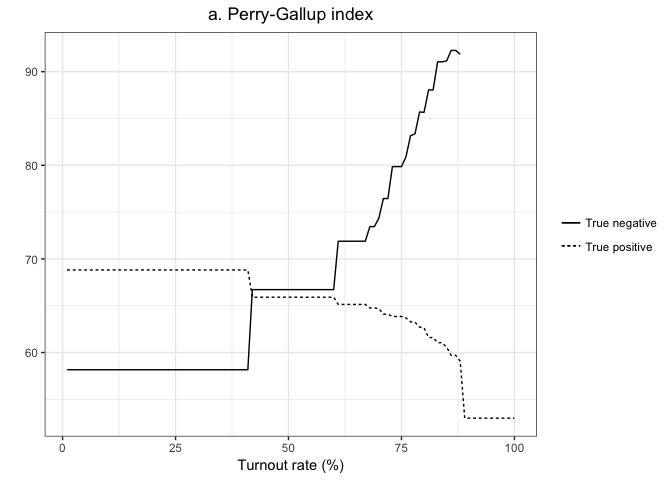 a. Perry-Gallup index
90
80
70
60
True negative
True positive
0 25 50 75 100
Turnout rate (%)